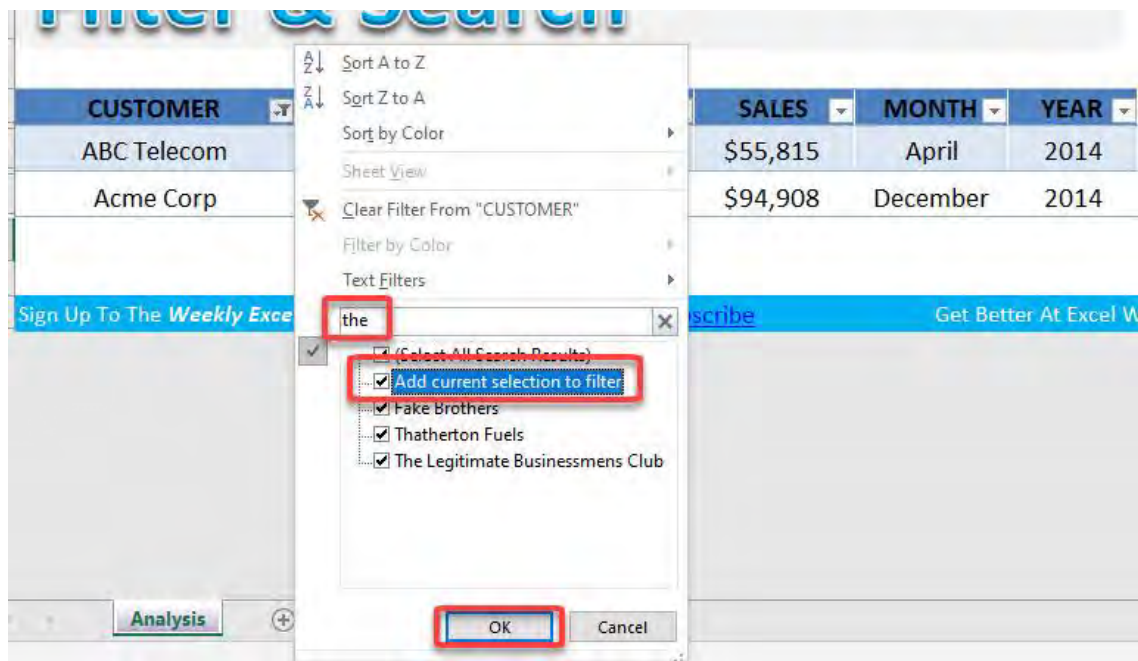 Filter & Search
Sort A to Z
CUSTOMER
Sort Z to A
SALES MONTH YEAR
Sort by Color
ABC Telecom
$55,815 April 2014
Sheet View
Acme Corp
$94,908 December 2014
Clear Filter From "CUSTOMER"
Filter by Color
Text Filters
Sign Up To The Weekly Exce
the
scribe
Get Better At Excel W
(Select All Search Results)
Add current selection to filter
Fake Brothers
Thatherton Fuels
The Legitimate Businessmens Club
Analysis
OK Cancel